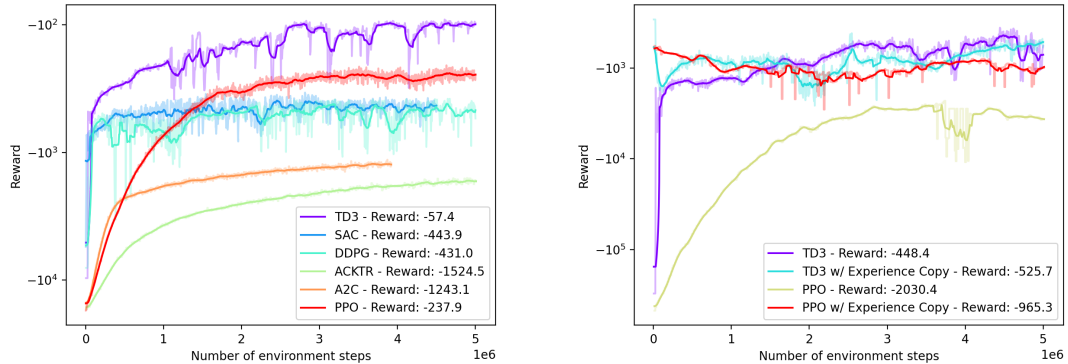 −10²
−10³
−10⁴
Reward
0
1
2
3
4
5
1e6
Number of environment steps
TD3 - Reward: -57.4
SAC - Reward: -443.9
DDPG - Reward: -431.0
ACKTR - Reward: -1524.5
A2C - Reward: -1243.1
PPO - Reward: -237.9
−10³
−10⁴
−10⁵
Reward
0
1
2
3
4
5
1e6
Number of environment steps
TD3 - Reward: -448.4
TD3 w/ Experience Copy - Reward: -525.7
PPO - Reward: -2030.4
PPO w/ Experience Copy - Reward: -965.3